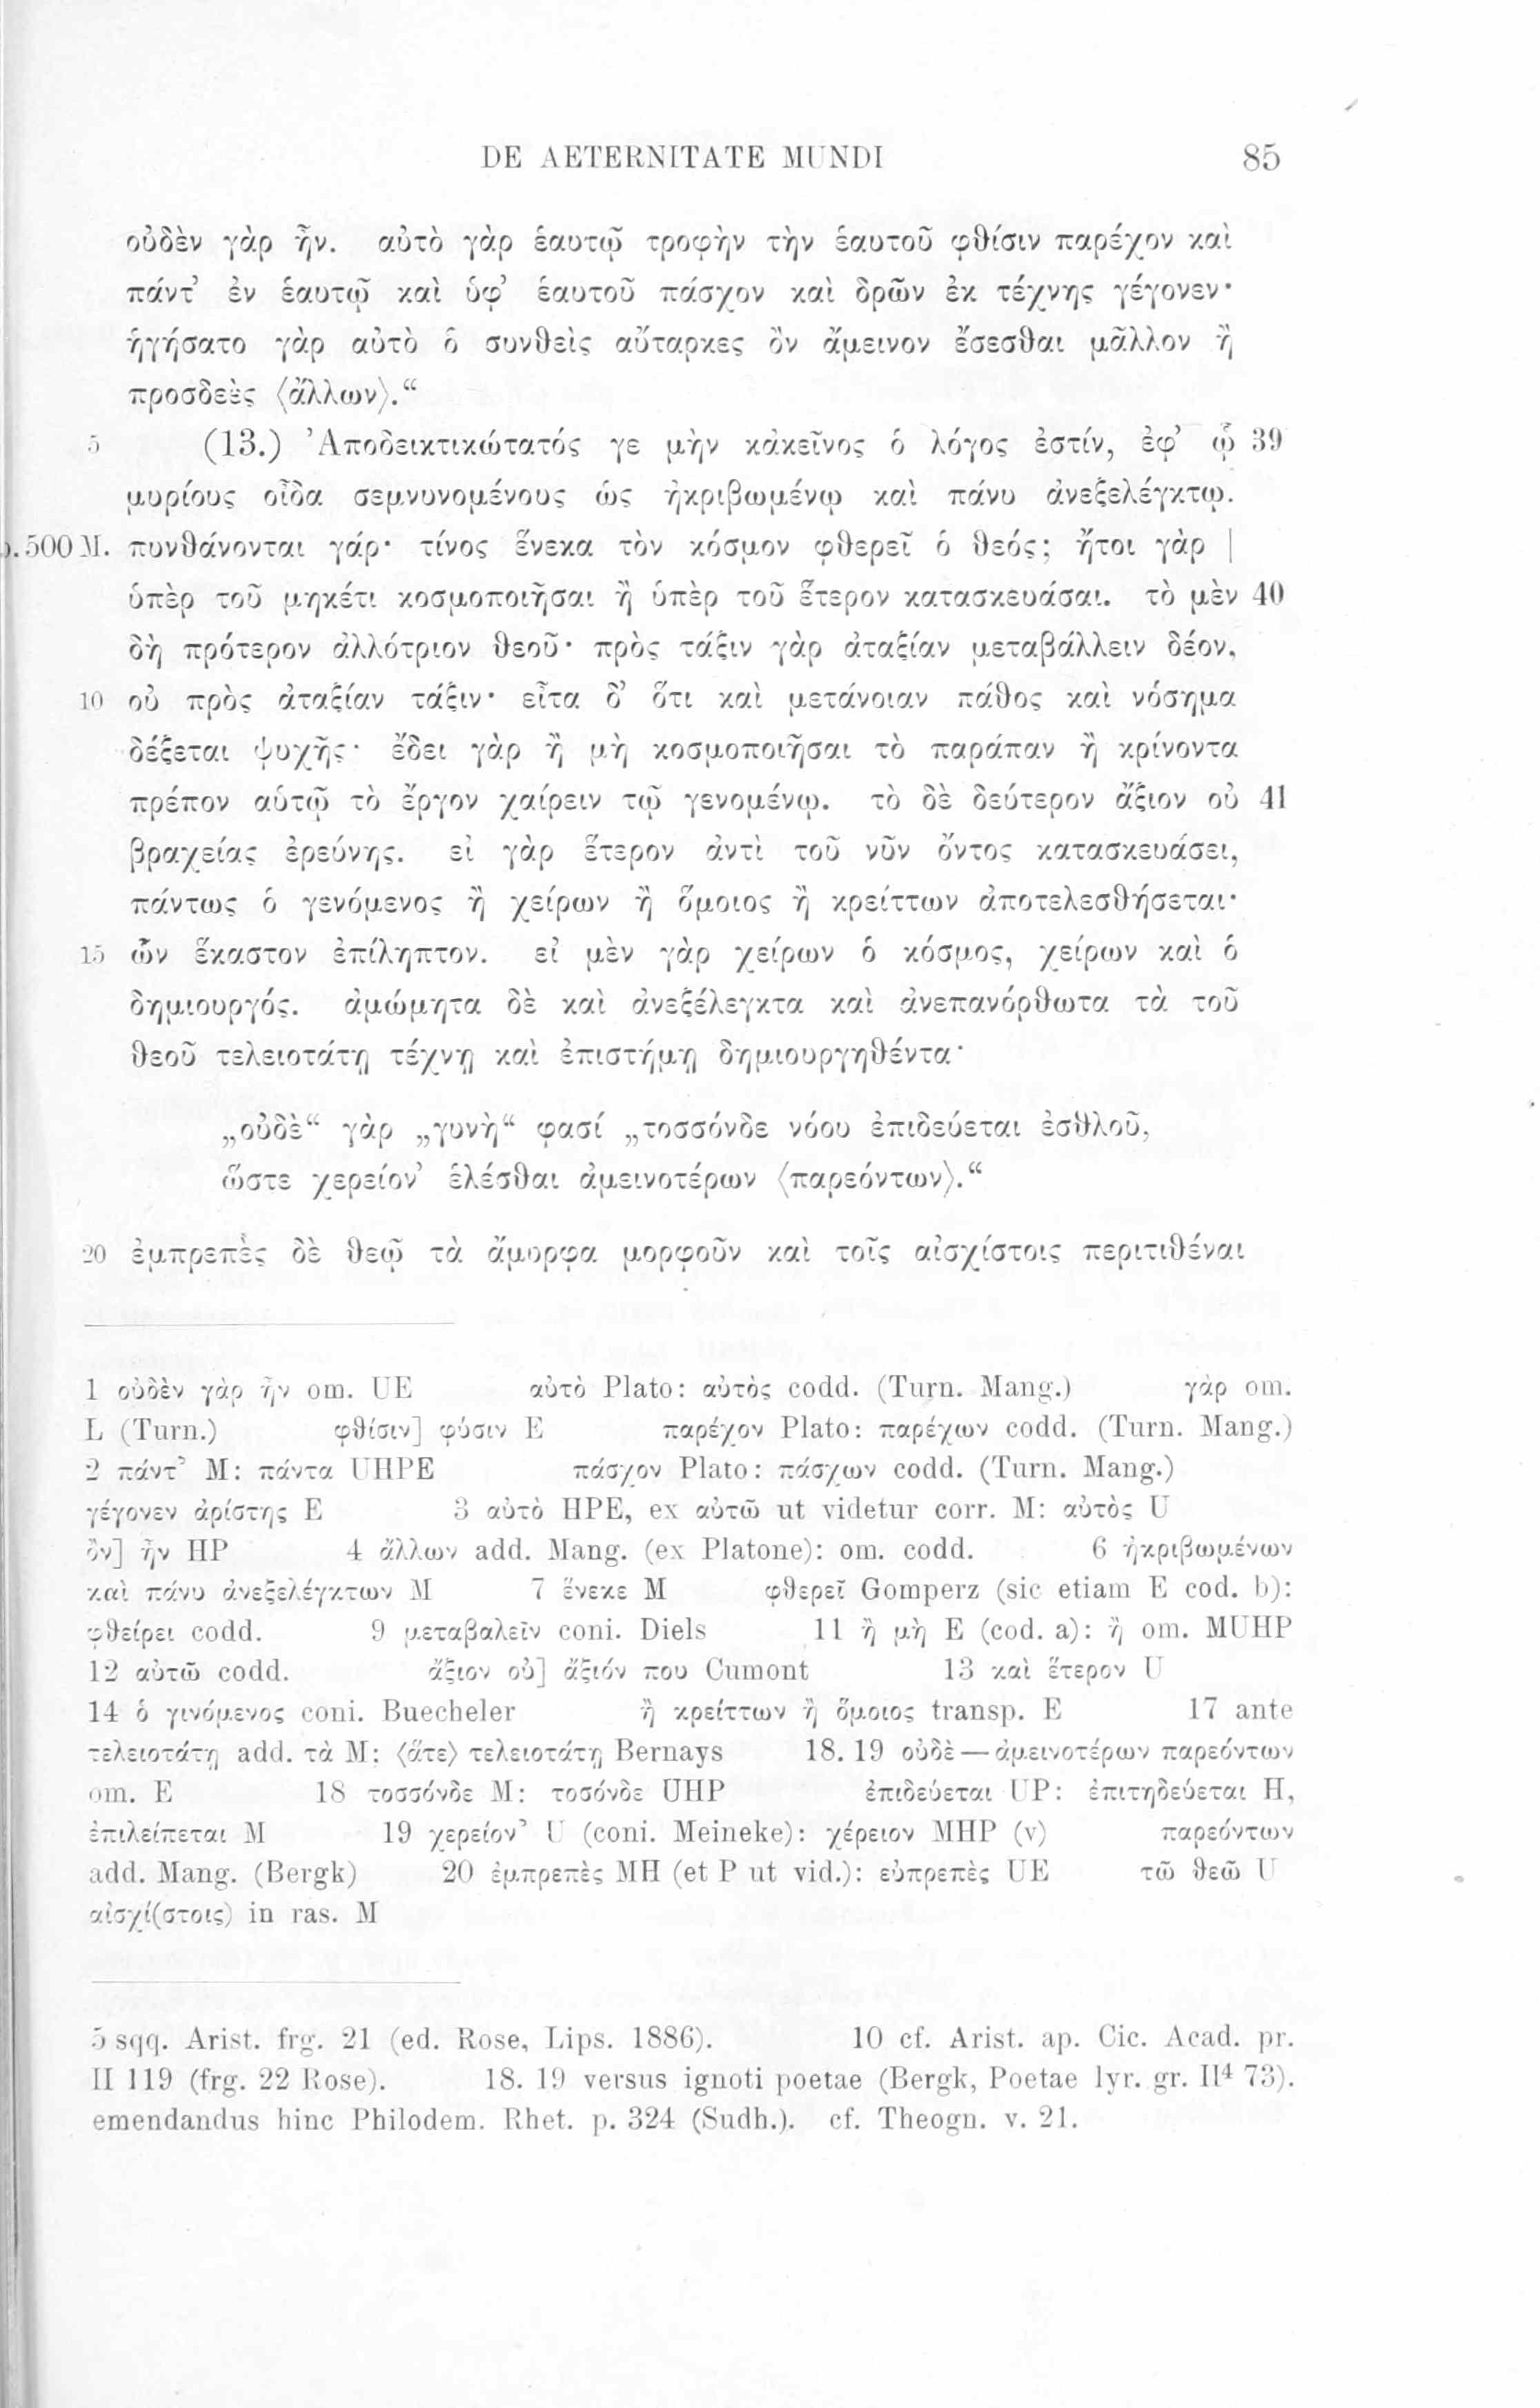 DE AETERNITATE MUNDI 85
οὐδὲν γὰρ ἦν. αὐτὸ γὰρ ἑαυτῷ τροφὴν τὴν ἑαυτοῦ φθίσιν παρέχον καὶ
πάντ’ ἐν ἑαυτῷ καὶ ὑφ’ ἑαυτοῦ πάσχον καὶ δρῶν ἐκ τέχνης γέγονεν·
ἡγήσατο γὰρ αὐτὸ ὁ συνθεὶς αὔταρκες ὂν ἄμεινον ἔσεσθαι μᾶλλον ἢ
προσδεὲς ⟨ἄλλων⟩.“
5 (13.) Ἀποδεικτικώτατός γε μὴν κἀκεῖνος ὁ λόγος ἐστίν, ἐφ’ ᾧ 39
μυρίους οἶδα σεμνυνομένους ὡς ἠκριβωμένῳ καὶ πάνυ ἀνεξελέγκτῳ.
p. 500 M. πυνθάνονται γάρ· τίνος ἕνεκα τὸν κόσμον φθερεῖ ὁ θεός; ἤτοι γὰρ |
ὑπὲρ τοῦ μηκέτι κοσμοποιῆσαι ἢ ὑπὲρ τοῦ ἕτερον κατασκευάσαι. τὸ μὲν 40
δὴ πρότερον ἀλλότριον θεοῦ· πρὸς τάξιν γὰρ ἀταξίαν μεταβάλλειν δέον,
10 οὐ πρὸς ἀταξίαν τάξιν· εἶτα δ’ ὅτι καὶ μετάνοιαν πάθος καὶ νόσημα
δέξεται ψυχῆς· ἔδει γὰρ ἢ μὴ κοσμοποιῆσαι τὸ παράπαν ἢ κρίνοντα
πρέπον αὑτῷ τὸ ἔργον χαίρειν τῷ γενομένῳ. τὸ δὲ δεύτερον ἄξιον οὐ 41
βραχείας ἐρεύνης. εἰ γὰρ ἕτερον ἀντὶ τοῦ νῦν ὄντος κατασκευάσει,
πάντως ὁ γενόμενος ἢ χείρων ἢ ὅμοιος ἢ κρείττων ἀποτελεσθήσεται·
15 ὧν ἕκαστον ἐπίληπτον. εἰ μὲν γὰρ χείρων ὁ κόσμος, χείρων καὶ ὁ
δημιουργός. ἀμώμητα δὲ καὶ ἀνεξέλεγκτα καὶ ἀνεπανόρθωτα τὰ τοῦ
θεοῦ τελειοτάτῃ τέχνῃ καὶ ἐπιστήμῃ δημιουργηθέντα·
„οὐδὲ“ γὰρ „γυνὴ“ φασί „τοσσόνδε νόου ἐπιδεύεται ἐσθλοῦ,
ὥστε χερείον’ ἑλέσθαι ἀμεινοτέρων ⟨παρεόντων⟩.“
20 ἐμπρεπὲς δὲ θεῷ τὰ ἄμορφα μορφοῦν καὶ τοῖς αἰσχίστοις περιτιθέναι
1 οὐδὲν γὰρ ἦν om. UE αὐτὸ Plato: αὐτὸς codd. (Turn. Mang.) γὰρ om.
L (Turn.) φθίσιν] φύσιν E παρέχον Plato: παρέχων codd. (Turn. Mang.)
2 πάντ’ M: πάντα UHPE πάσχον Plato: πάσχων codd. (Turn. Mang.)
γέγονεν ἀρίστης E 3 αὐτὸ HPE, ex αὐτῶ ut videtur corr. M: αὐτὸς U
ὂν] ἦν HP 4 ἄλλων add. Mang. (ex Platone): om. codd. 6 ἠκριβωμένων
καὶ πάνυ ἀνεξελέγκτων M 7 ἕνεκε M φθερεῖ Gomperz (sic etiam E cod. b):
φθείρει codd. 9 μεταβαλεῖν coni. Diels 11 ἢ μὴ E (cod. a): ἢ om. MUHP
12 αὐτῶ codd. ἄξιον οὐ] ἄξιόν που Cumont 13 καὶ ἕτερον U
14 ὁ γινόμενος coni. Buecheler ἢ κρείττων ἢ ὅμοιος transp. E 17 ante
τελειοτάτῃ add. τὰ M: ⟨ἅτε⟩ τελειοτάτῃ Bernays 18. 19 οὐδὲ—ἀμεινοτέρων παρεόντων
om. E 18 τοσσόνδε M: τοσόνδε UHP ἐπιδεύεται UP: ἐπιτηδεύεται H,
ἐπιλείπεται M 19 χερείον’ U (coni. Meineke): χέρειον MHP (v) παρεόντων
add. Mang. (Bergk) 20 ἐμπρεπὲς MH (et P ut vid.): εὐπρεπὲς UE τῶ θεῶ U
αἰσχί(στοις) in ras. M
5 sqq. Arist. frg. 21 (ed. Rose, Lips. 1886). 10 cf. Arist. ap. Cic. Acad. pr.
II 119 (frg. 22 Rose). 18. 19 versus ignoti poetae (Bergk, Poetae lyr. gr. II⁴ 73).
emendandus hinc Philodem. Rhet. p. 324 (Sudh.). cf. Theogn. v. 21.